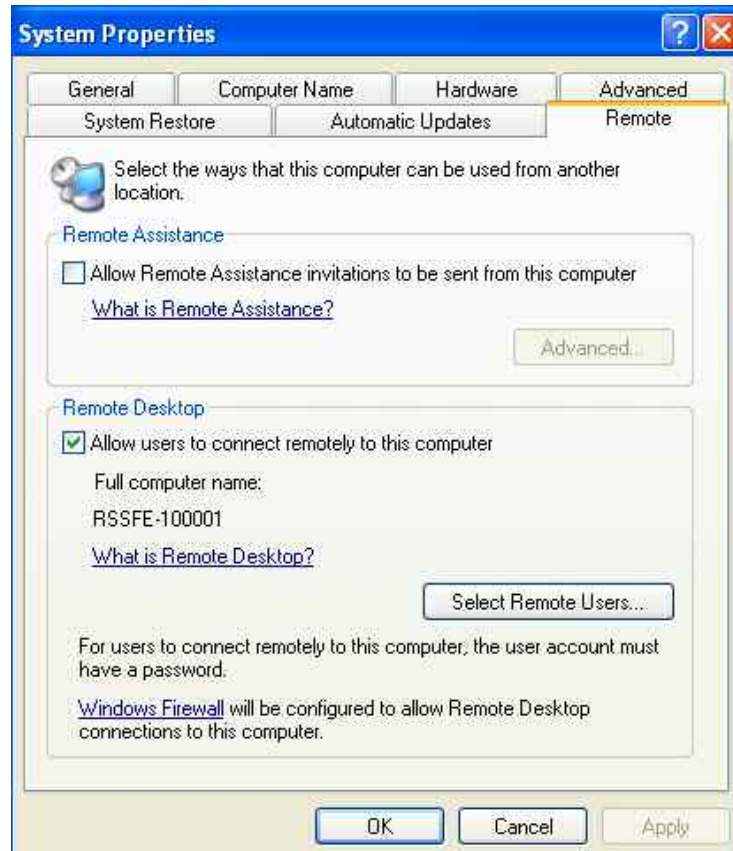 System Properties
?
General Computer Name Hardware Advanced
System Restore Automatic Updates Remote
Select the ways that this computer can be used from another
location.
Remote Assistance
Allow Remote Assistance invitations to be sent from this computer
What is Remote Assistance?
Advanced...
Remote Desktop
Allow users to connect remotely to this computer
Full computer name:
RSSFE-100001
What is Remote Desktop?
Select Remote Users...
For users to connect remotely to this computer, the user account must
have a password.
Windows Firewall will be configured to allow Remote Desktop
connections to this computer.
OK Cancel Apply